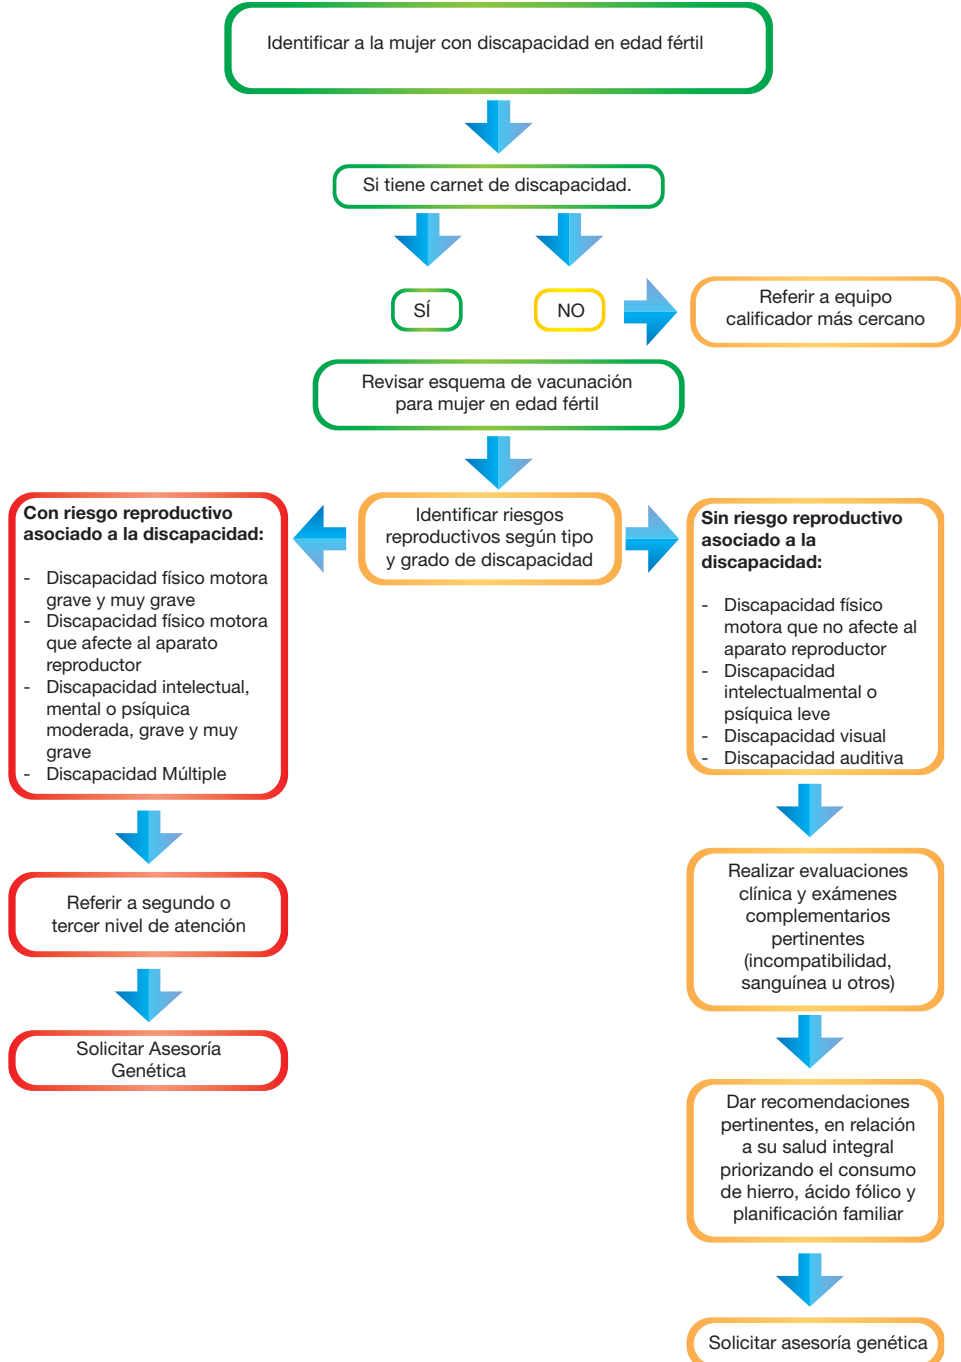 Identificar a la mujer con discapacidad en edad fértil
Si tiene carnet de discapacidad.
SÍ
NO
Referir a equipo
calificador más cercano
Revisar esquema de vacunación
para mujer en edad fértil
Identificar riesgos
reproductivos según tipo
y grado de discapacidad
Con riesgo reproductivo
asociado a la discapacidad:
- Discapacidad físico motora
grave y muy grave
- Discapacidad físico motora
que afecte al aparato
reproductor
- Discapacidad intelectual,
mental o psíquica
moderada, grave y muy
grave
- Discapacidad Múltiple
Referir a segundo o
tercer nivel de atención
Solicitar Asesoría
Genética
Sin riesgo reproductivo
asociado a la
discapacidad:
- Discapacidad físico
motora que no afecte al
aparato reproductor
- Discapacidad
intelectualmental o
psíquica leve
- Discapacidad visual
- Discapacidad auditiva
Realizar evaluaciones
clínica y exámenes
complementarios
pertinentes
(incompatibilidad,
sanguínea u otros)
Dar recomendaciones
pertinentes, en relación
a su salud integral
priorizando el consumo
de hierro, ácido fólico y
planificación familiar
Solicitar asesoría genética